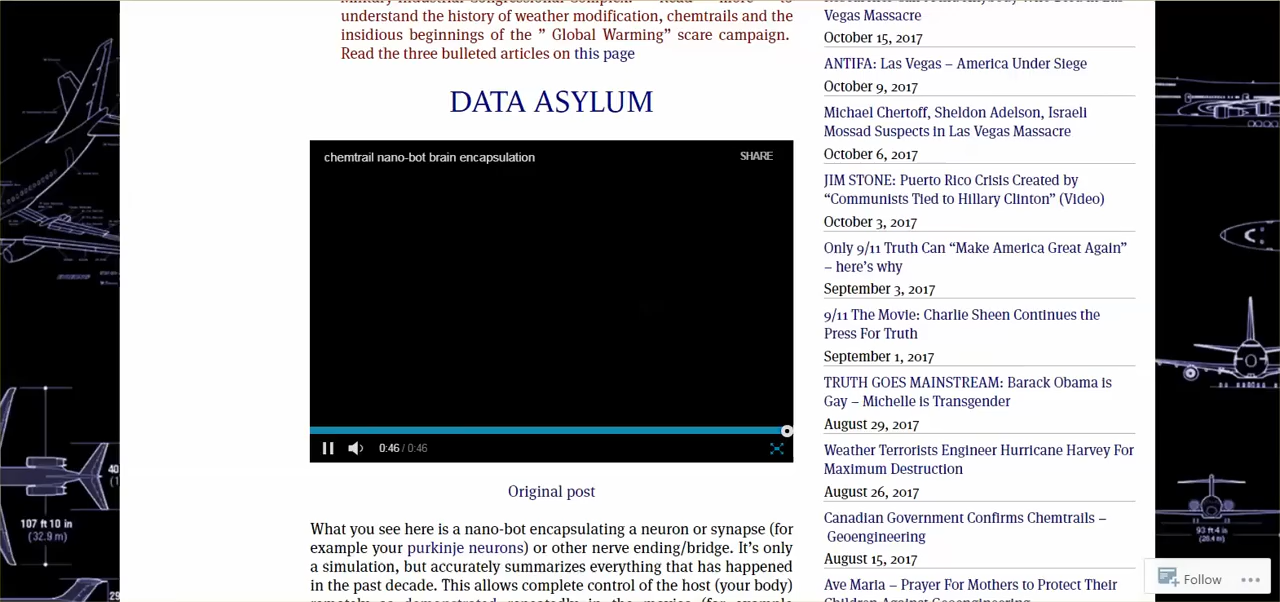 understand the history of weather modification, chemtrails and the
insidious beginnings of the ” Global Warming” scare campaign.
Read the three bulleted articles on this page
DATA ASYLUM
chemtrail nano-bot brain encapsulation
SHARE
0:46 / 0:46
Original post
What you see here is a nano-bot encapsulating a neuron or synapse (for
example your purkinje neurons) or other nerve ending/bridge. It’s only
a simulation, but accurately summarizes everything that has happened
in the past decade. This allows complete control of the host (your body)
Vegas Massacre
October 15, 2017
ANTIFA: Las Vegas – America Under Siege
October 9, 2017
Michael Chertoff, Sheldon Adelson, Israeli
Mossad Suspects in Las Vegas Massacre
October 6, 2017
JIM STONE: Puerto Rico Crisis Created by
“Communists Tied to Hillary Clinton” (Video)
October 3, 2017
Only 9/11 Truth Can “Make America Great Again”
– here’s why
September 3, 2017
9/11 The Movie: Charlie Sheen Continues the
Press For Truth
September 1, 2017
TRUTH GOES MAINSTREAM: Barack Obama is
Gay – Michelle is Transgender
August 29, 2017
Weather Terrorists Engineer Hurricane Harvey For
Maximum Destruction
August 26, 2017
Canadian Government Confirms Chemtrails –
Geoengineering
August 15, 2017
Ave Maria – Prayer For Mothers to Protect Their
Follow
107 ft 10 in
(32.9 m)
40
93 ft 4 in
(28.4 m)
29